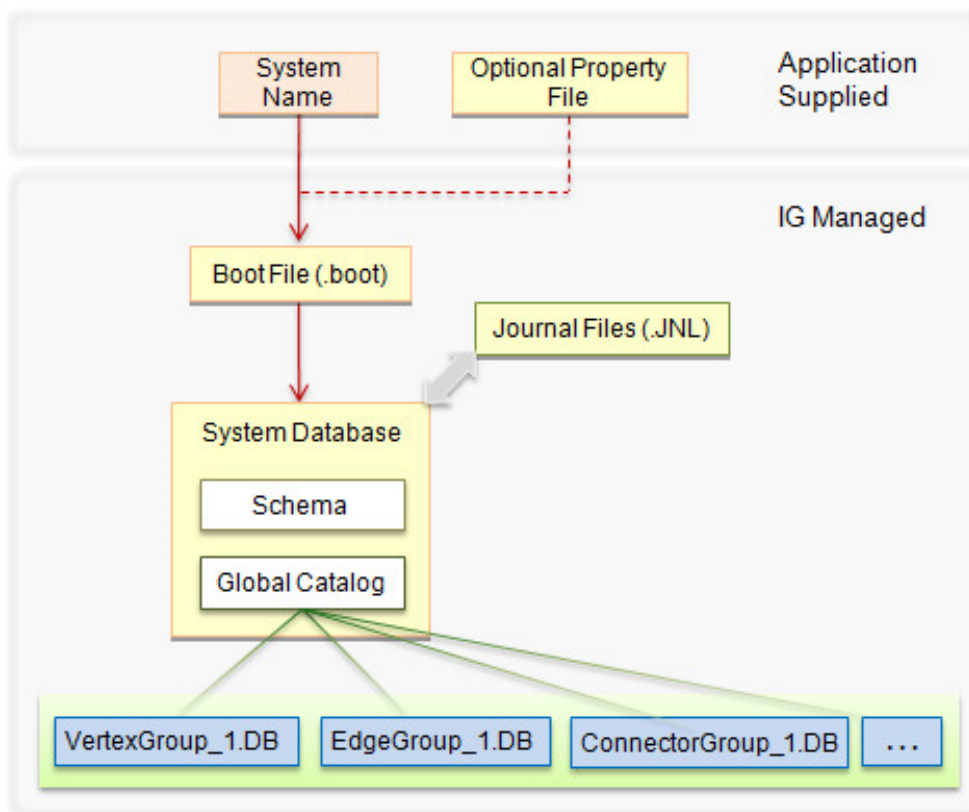 System
Name
Optional Property
File
Application
Supplied
IG Managed
Boot File (.boot)
Journal Files (.JNL)
System Database
Schema
Global Catalog
VertexGroup_1.DB
EdgeGroup_1.DB
ConnectorGroup_1.DB
...